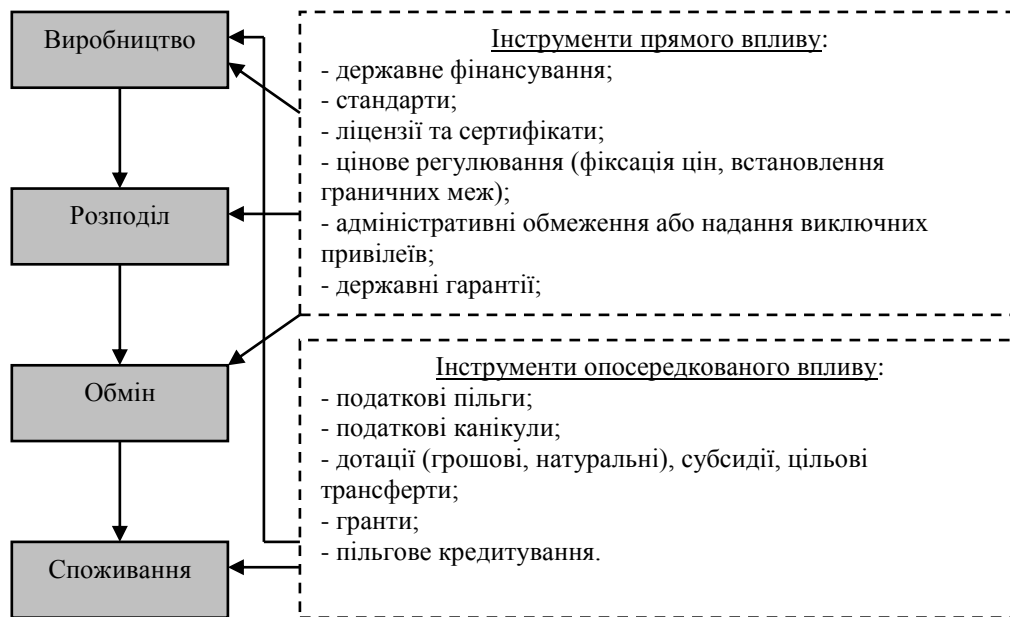 Виробництво
Розподіл
Обмін
Споживання
Інструменти прямого впливу:
- державне фінансування;
- стандарти;
- ліцензії та сертифікати;
- цінове регулювання (фіксація цін, встановлення
граничних меж);
- адміністративні обмеження або надання виключних
привілеїв;
- державні гарантії;
Інструменти опосередкованого впливу:
- податкові пільги;
- податкові канікули;
- дотації (грошові, натуральні), субсидії, цільові
трансферти;
- гранти;
- пільгове кредитування.